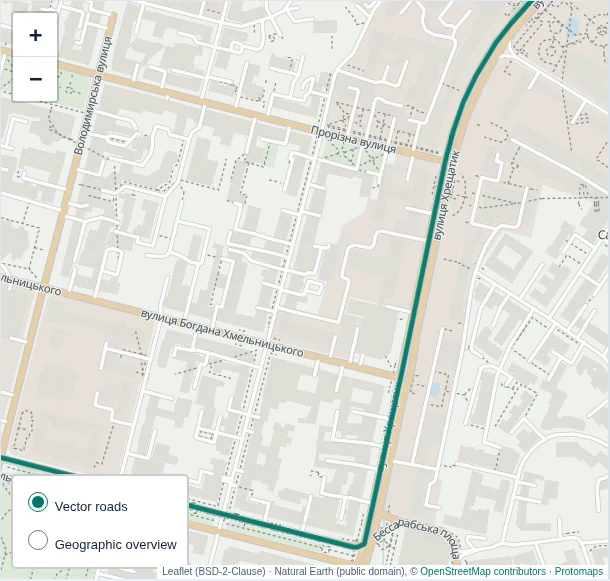 +
−
Володимирська вулиця
Прорізна вулиця
вулиця Хрещатик
льницького
вулиця Богдана Хмельницького
Бессарабська площа
Vector roads
Geographic overview
Leaflet (BSD-2-Clause) · Natural Earth (public domain), © OpenStreetMap contributors · Protomaps